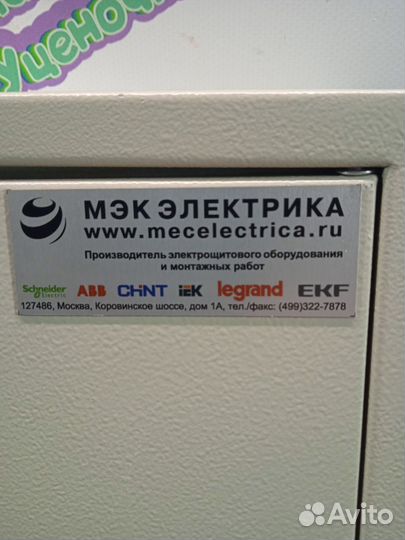 Уценоч
МЭК ЭЛЕКТРИКА
www.mecelectrica.ru
Производитель электрощитового оборудования
и монтажных работ
Schneider Electric ABB CHNT IEK legrand EKF
127486, Москва, Коровинское шоссе, дом 1А, тел./факс: (499)322-7878
Avito